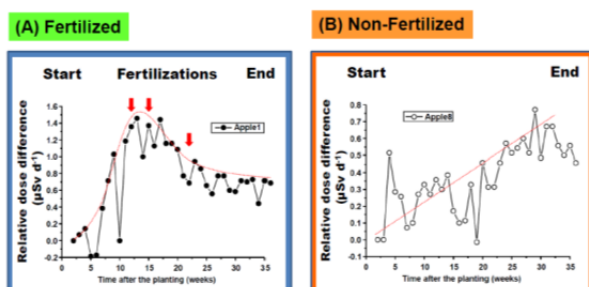 (A) Fertilized
(B) Non-Fertilized
Start Fertilizations End
Relative dose difference
(μSv d⁻¹)
1.6
1.4
1.2
1.0
0.8
0.6
0.4
0.2
0.0
-0.2
Apple1
0 5 10 15 20 25 30 35
Time after the planting (weeks)
Start End
Relative dose difference
(μSv d⁻¹)
0.8
0.7
0.6
0.5
0.4
0.3
0.2
0.1
0.0
-0.1
Apple8
0 5 10 15 20 25 30 35
Time after the planting (weeks)